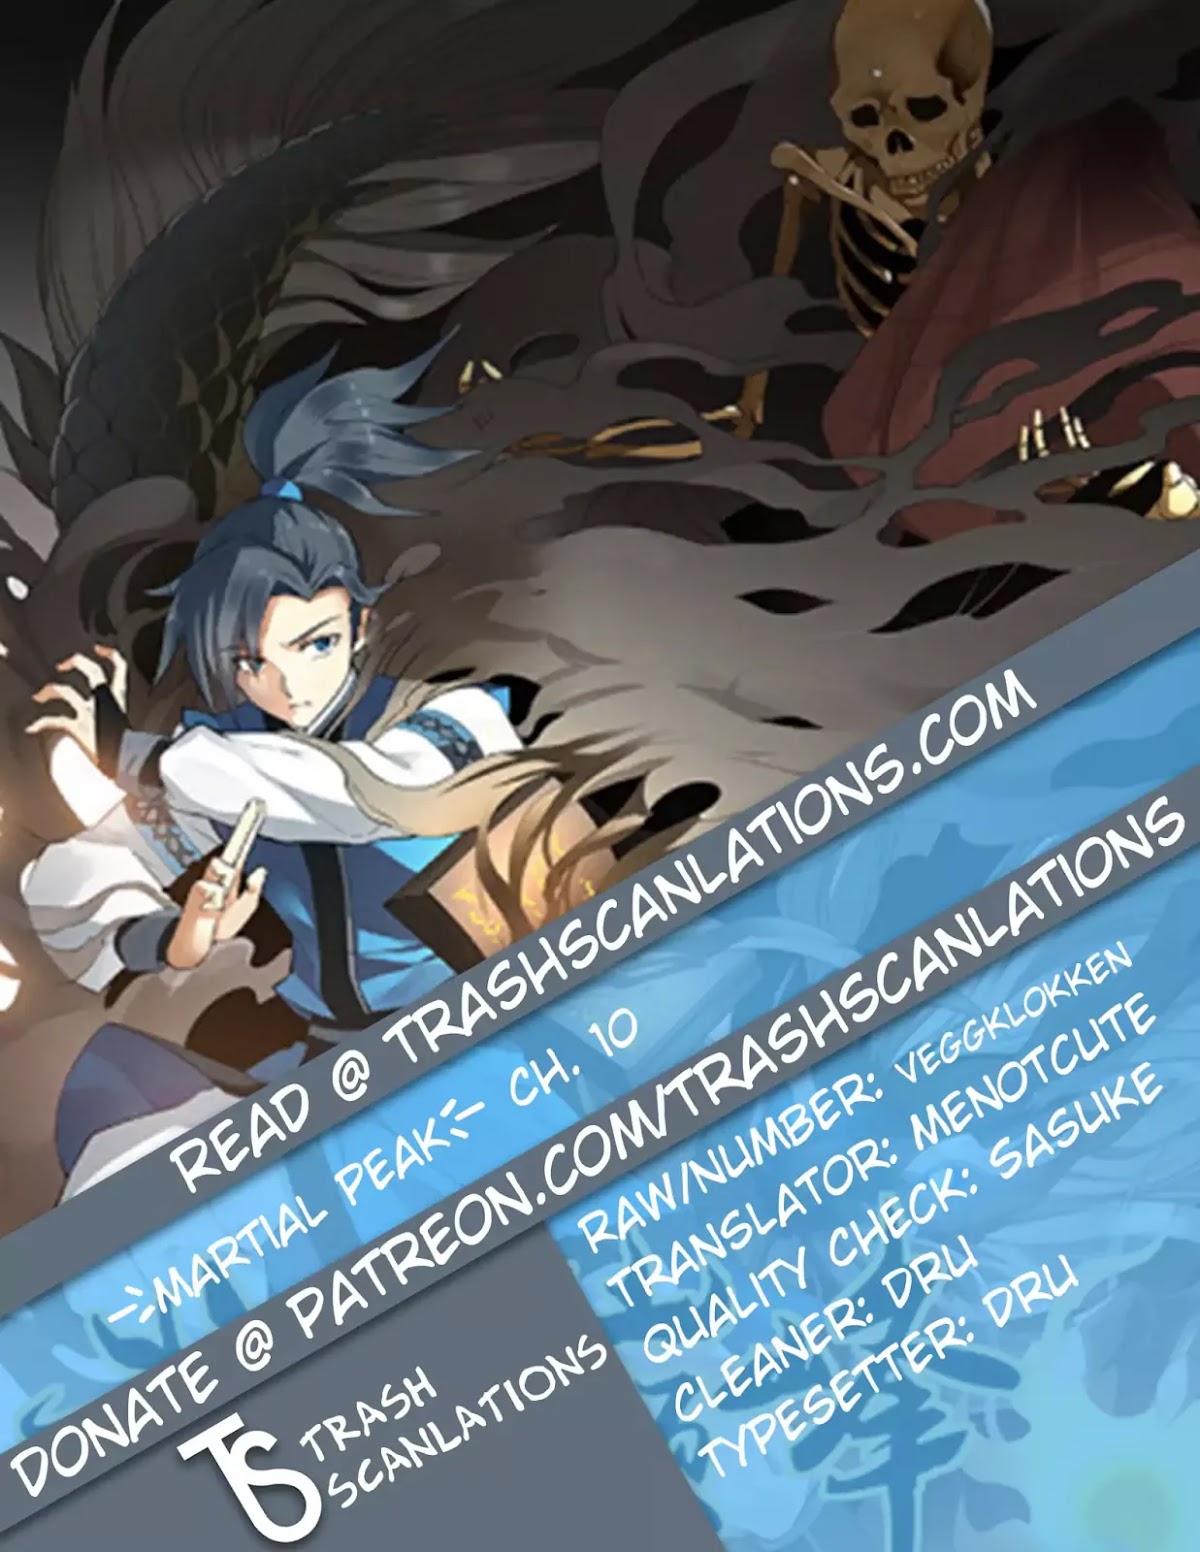 READ @ TRASHSCANLATIONS.COM
MARTIAL PEAK CH. 10
DONATE @ PATREON.COM/TRASHSCANLATIONS
RAW/NUMBER: VEGGKLOKKEN
TRANSLATOR: MENOTCUTE
QUALITY CHECK: SASUKE
CLEANER: DRU
TYPESETTER: DRU
TS TRASH
SCANLATIONS